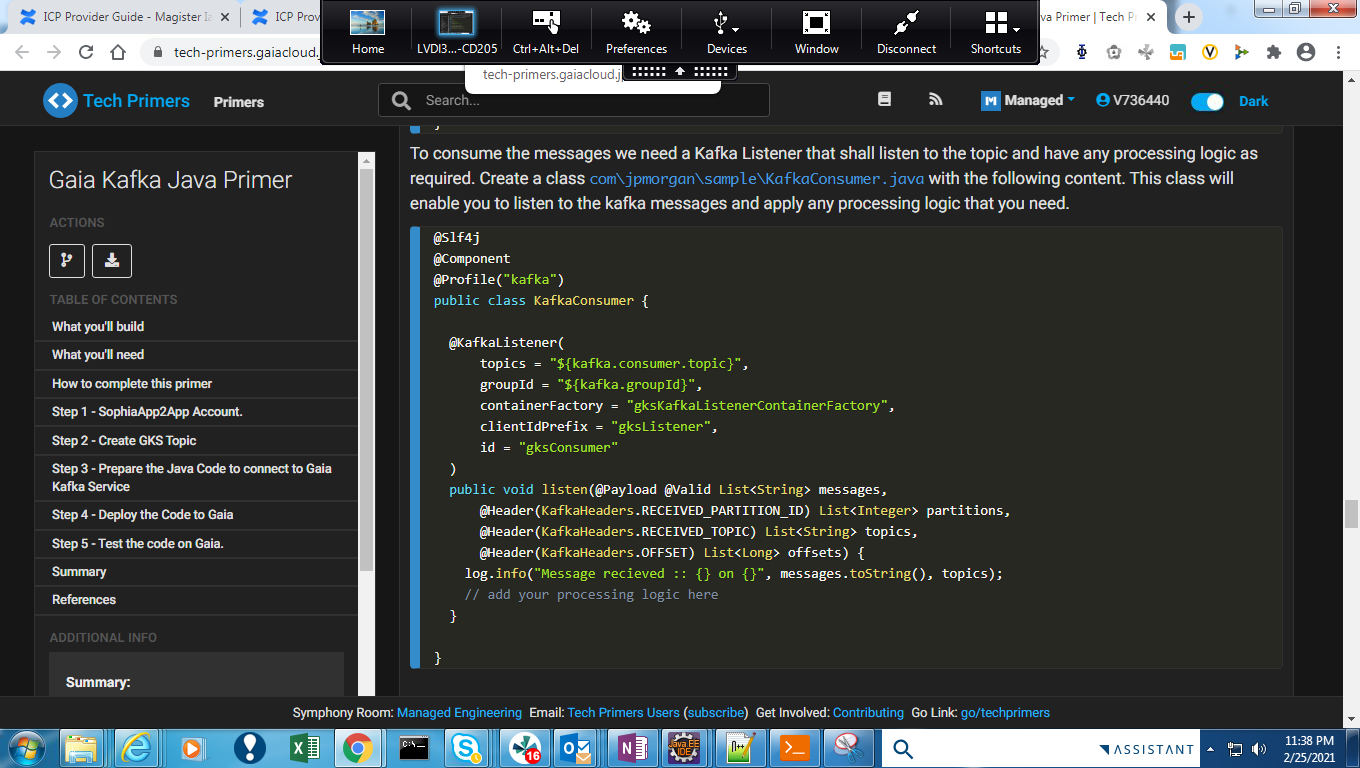 ICP Provider Guide - Magister
ICP Prov
va Primer | Tech Pr
Home
LVDI3...-CD205
Ctrl+Alt+Del
Preferences
Devices
Window
Disconnect
Shortcuts
tech-primers.gaiacloud.
tech-primers.gaiacloud.j
Tech Primers
Primers
Search...
Managed
V736440
Dark
Gaia Kafka Java Primer
ACTIONS
TABLE OF CONTENTS
What you'll build
What you'll need
How to complete this primer
Step 1 - SophiaApp2App Account.
Step 2 - Create GKS Topic
Step 3 - Prepare the Java Code to connect to Gaia
Kafka Service
Step 4 - Deploy the Code to Gaia
Step 5 - Test the code on Gaia.
Summary
References
ADDITIONAL INFO
Summary:
To consume the messages we need a Kafka Listener that shall listen to the topic and have any processing logic as
required. Create a class com\jpmorgan\sample\KafkaConsumer.java with the following content. This class will
enable you to listen to the kafka messages and apply any processing logic that you need.
@Slf4j
@Component
@Profile("kafka")
public class KafkaConsumer {
@KafkaListener(
topics = "${kafka.consumer.topic}",
groupId = "${kafka.groupId}",
containerFactory = "gksKafkaListenerContainerFactory",
clientIdPrefix = "gksListener",
id = "gksConsumer"
)
public void listen(@Payload @Valid List<String> messages,
@Header(KafkaHeaders.RECEIVED_PARTITION_ID) List<Integer> partitions,
@Header(KafkaHeaders.RECEIVED_TOPIC) List<String> topics,
@Header(KafkaHeaders.OFFSET) List<Long> offsets) {
log.info("Message recieved :: {} on {}", messages.toString(), topics);
// add your processing logic here
}
}
Symphony Room: Managed Engineering Email: Tech Primers Users (subscribe) Get Involved: Contributing Go Link: go/techprimers
16
Java EE
IDE
ASSISTANT
11:38 PM
2/25/2021